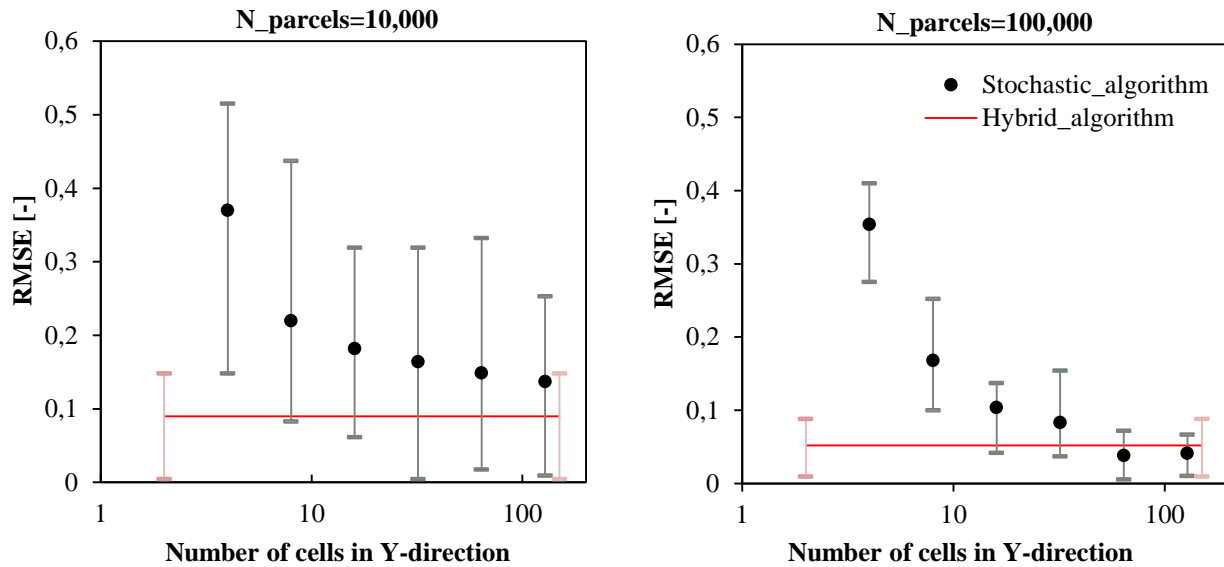 N_parcels=10,000
0,6
0,5
0,4
0,3
0,2
0,1
0
RMSE [-]
1
10
100
Number of cells in Y-direction
N_parcels=100,000
0,6
0,5
0,4
0,3
0,2
0,1
0
RMSE [-]
Stochastic_algorithm
Hybrid_algorithm
1
10
100
Number of cells in Y-direction